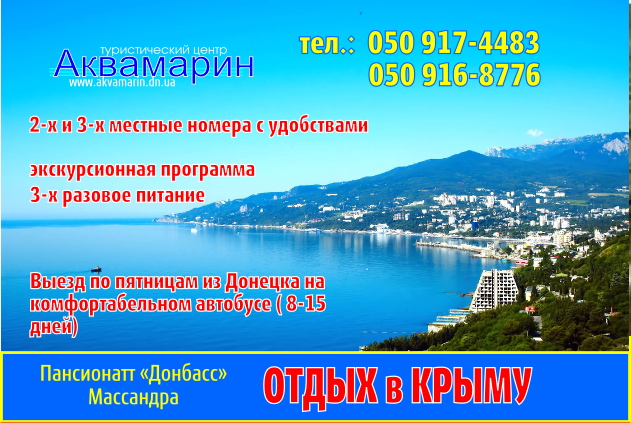 туристический центр
Аквамарин
www.akvamarin.dn.ua
тел.: 050 917-4483
050 916-8776
2-х и 3-х местные номера с удобствами
экскурсионная программа
3-х разовое питание
Выезд по пятницам из Донецка на
комфортабельном автобусе ( 8-15
дней)
Пансионатт «Донбасс»
Массандра
ОТДЫХ в КРЫМУ